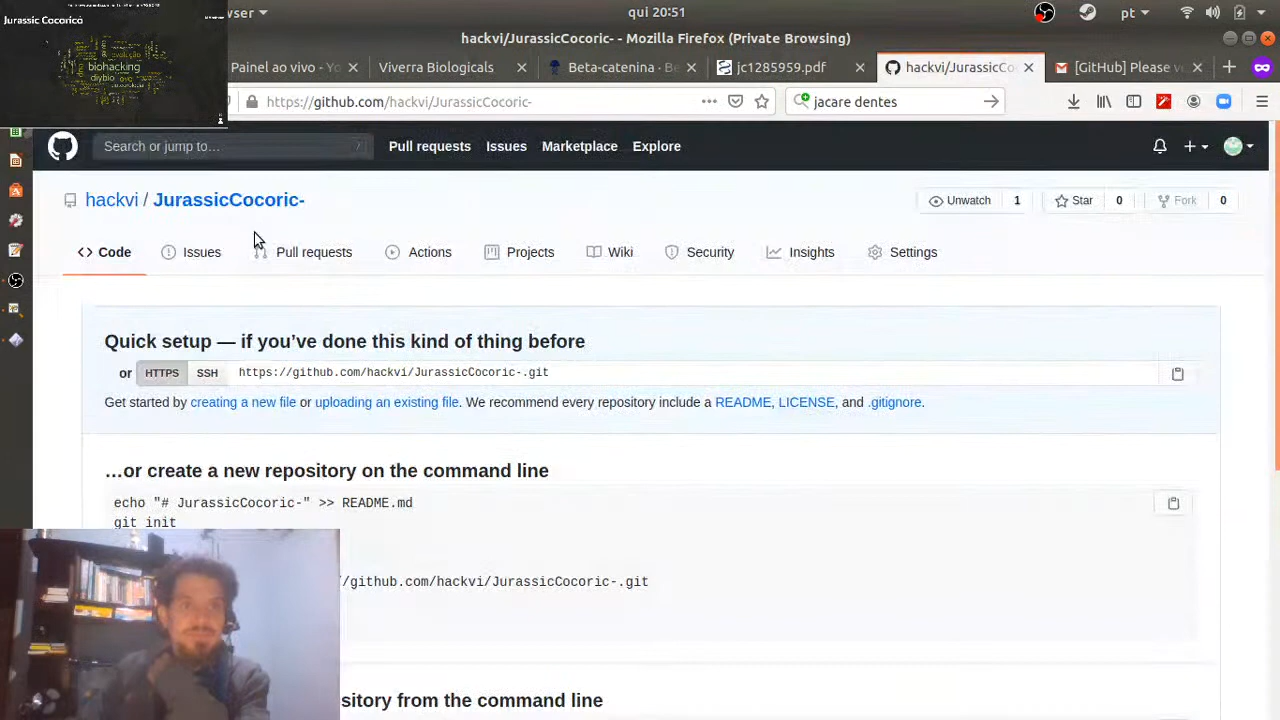 qui 20:51
pt
Jurassic Cocoricó
biohacking
diybio
ovo
evolução
wser
hackvi/JurassicCocoric- - Mozilla Firefox (Private Browsing)
Painel ao vivo - Yo
Viverra Biologicals
Beta-catenina - Be
jc1285959.pdf
hackvi/JurassicCo
[GitHub] Please v
https://github.com/hackvi/JurassicCocoric-
jacare dentes
Search or jump to…
/
Pull requests
Issues
Marketplace
Explore
hackvi / JurassicCocoric-
Unwatch 1
Star 0
Fork 0
Code
Issues
Pull requests
Actions
Projects
Wiki
Security
Insights
Settings
Quick setup — if you've done this kind of thing before
or HTTPS SSH https://github.com/hackvi/JurassicCocoric-.git
Get started by creating a new file or uploading an existing file. We recommend every repository include a README, LICENSE, and .gitignore.
…or create a new repository on the command line
echo "# JurassicCocoric-" >> README.md
git init
/github.com/hackvi/JurassicCocoric-.git
sitory from the command line